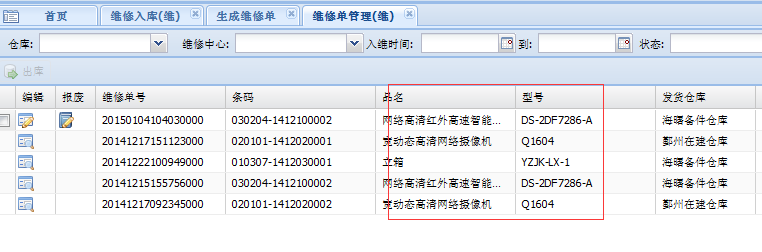 首页 维修入库(维) 生成维修单 维修单管理(维)
仓库: 维修中心: 入维时间: 到: 状态:
出库
编辑 报废 维修单号 条码 品名 型号 发货仓库
20150104104030000 030204-1412100002 网络高清红外高速智能... DS-2DF7286-A 海曙备件仓库
20141217151123000 020101-1412020001 宽动态高清网络摄像机 Q1604 鄞州在建仓库
20141222100949000 010307-1412030001 立箱 YZJK-LX-1 海曙备件仓库
20141215155756000 030204-1412100002 网络高清红外高速智能... DS-2DF7286-A 海曙备件仓库
20141217092345000 020101-1412020002 宽动态高清网络摄像机 Q1604 鄞州在建仓库